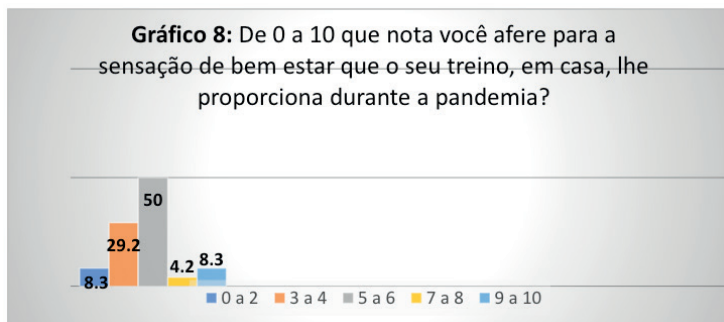 Gráfico 8: De 0 a 10 que nota você afere para a
sensação de bem estar que o seu treino, em casa, lhe
proporciona durante a pandemia?
8.3
29.2
50
4.2
8.3
0 a 2 3 a 4 5 a 6 7 a 8 9 a 10